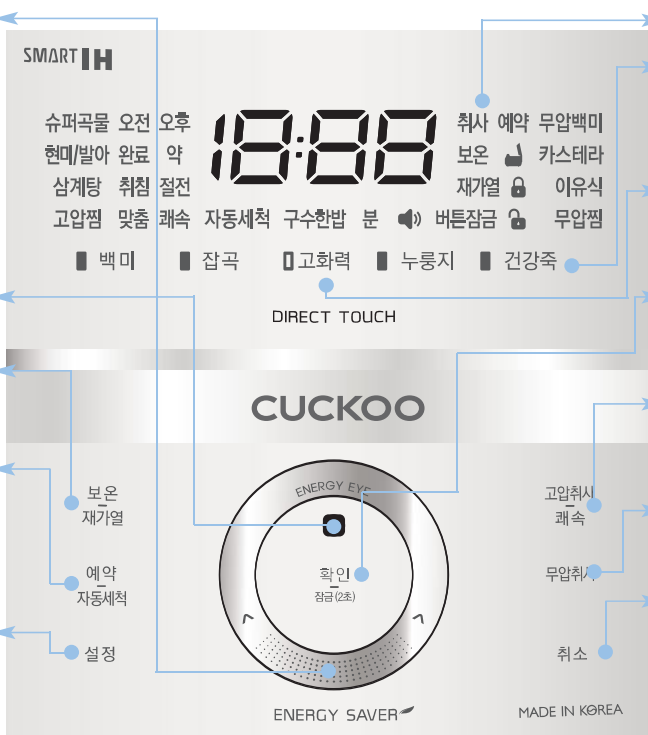 SMART IH
슈퍼곡물 오전 오후 18:88 취사 예약 무압백미
현미/발아 완료 약 보온 카스테라
삼계탕 취침 절전 재가열 이유식
고압찜 맞춤 쾌속 자동세척 구수한밥 분 버튼잠금 무압찜
백미 잡곡 고화력 누룽지 건강죽
DIRECT TOUCH
CUCKOO
ENERGY EYE
보온
재가열
예약
자동세척
설정
확인
잠금(2초)
고압취사
쾌속
무압취사
취소
ENERGY SAVER
MADE IN KOREA